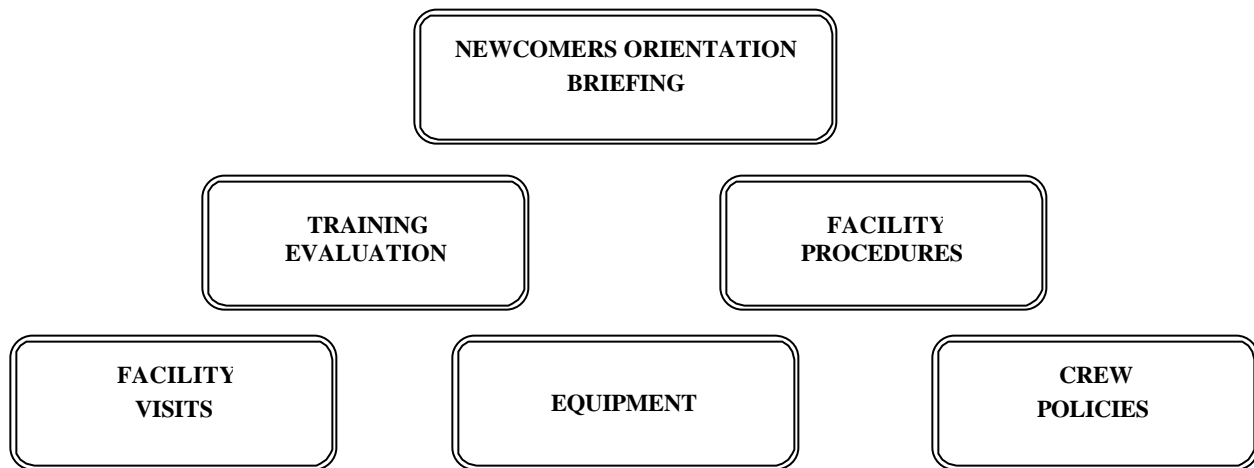 NEWCOMERS ORIENTATION
BRIEFING
TRAINING
EVALUATION
FACILITY
PROCEDURES
FACILITY
VISITS
EQUIPMENT
CREW
POLICIES